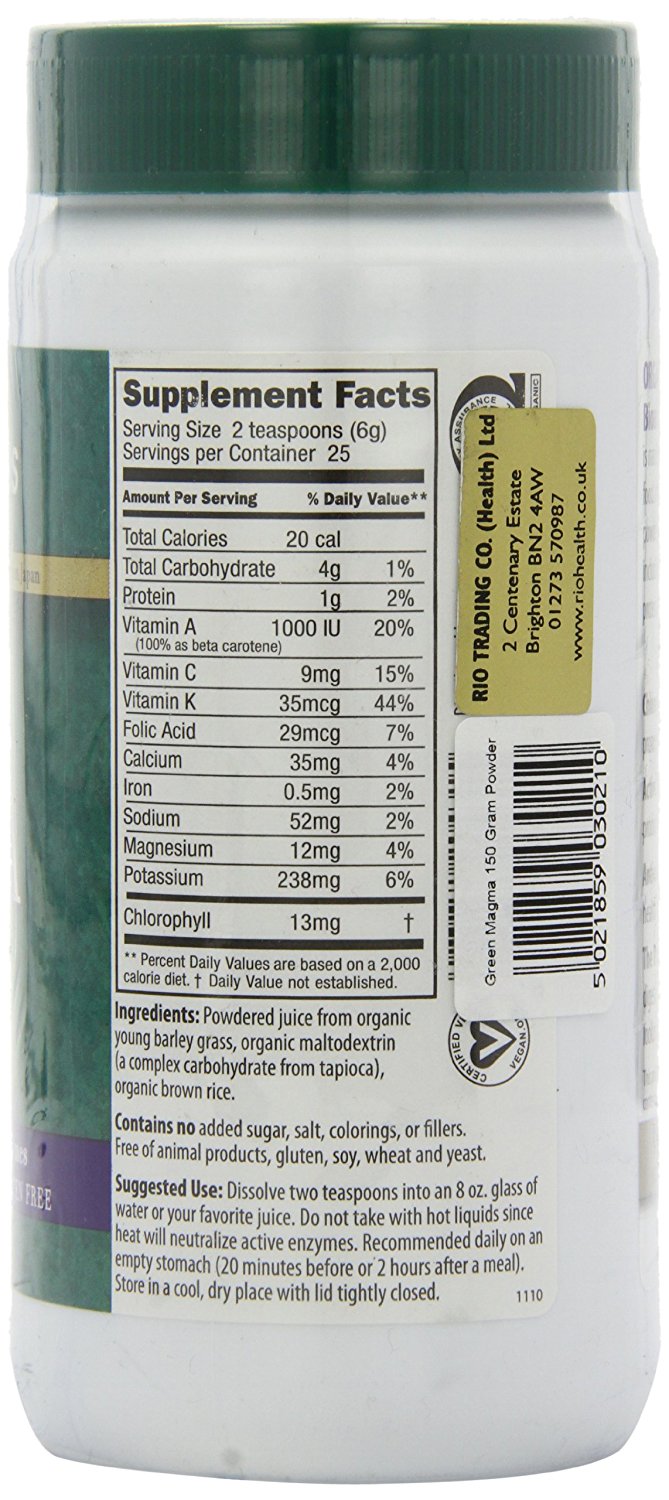 Supplement Facts
Serving Size 2 teaspoons (6g)
Servings per Container 25
Amount Per Serving % Daily Value**
Total Calories 20 cal
Total Carbohydrate 4g 1%
Protein 1g 2%
Vitamin A 1000 IU 20%
(100% as beta carotene)
Vitamin C 9mg 15%
Vitamin K 35mcg 44%
Folic Acid 29mcg 7%
Calcium 35mg 4%
Iron 0.5mg 2%
Sodium 52mg 2%
Magnesium 12mg 4%
Potassium 238mg 6%
Chlorophyll 13mg †
** Percent Daily Values are based on a 2,000
calorie diet. † Daily Value not established.
Ingredients: Powdered juice from organic
young barley grass, organic maltodextrin
(a complex carbohydrate from tapioca),
organic brown rice.
Contains no added sugar, salt, colorings, or fillers.
Free of animal products, gluten, soy, wheat and yeast.
Suggested Use: Dissolve two teaspoons into an 8 oz. glass of
water or your favorite juice. Do not take with hot liquids since
heat will neutralize active enzymes. Recommended daily on an
empty stomach (20 minutes before or 2 hours after a meal).
Store in a cool, dry place with lid tightly closed.
1110
RIO TRADING CO. (Health) Ltd
2 Centenary Estate
Brighton BN2 4AW
01273 570987
www.riohealth.co.uk
Green Magma 150 Gram Powder
5 021859 030210
ASSURANCE
CERTIFIED
VEGAN.O
Japan
FREE